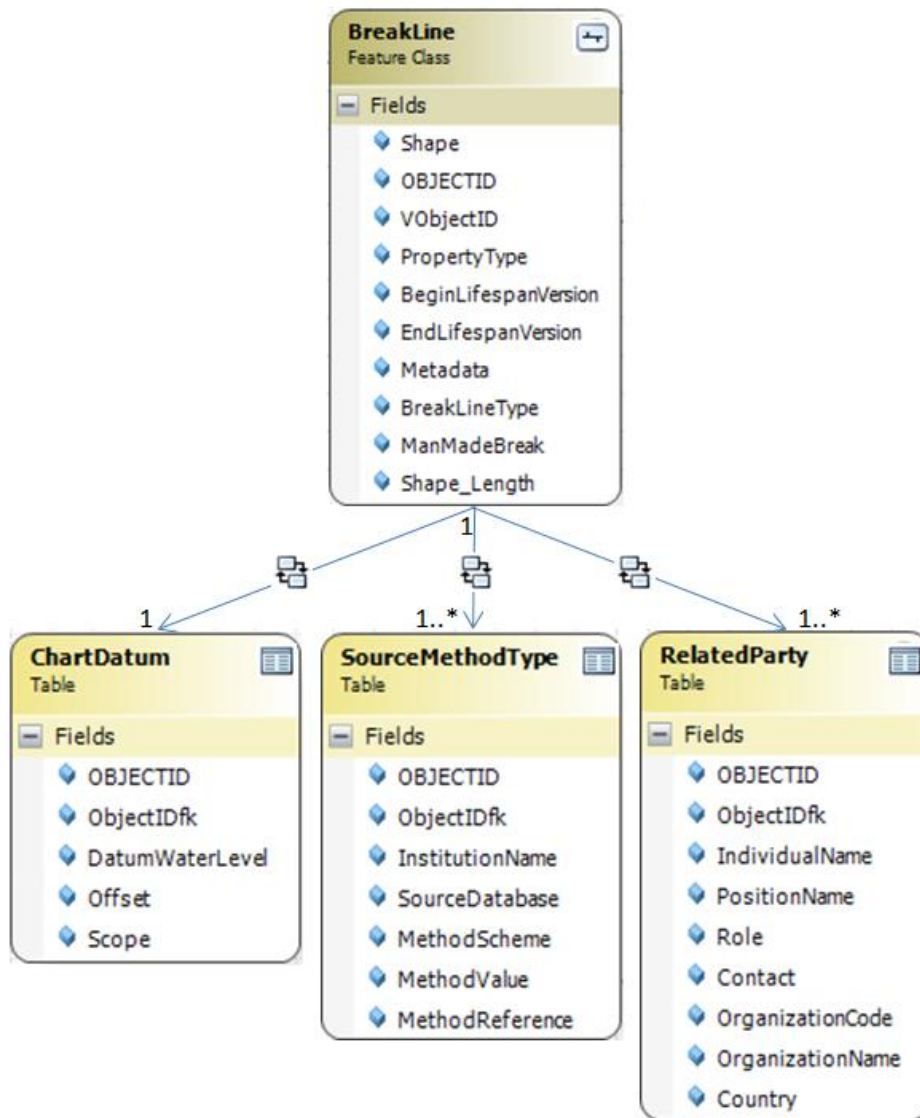 BreakLine
Feature Class
Fields
Shape
OBJECTID
VObjectID
PropertyType
BeginLifespanVersion
EndLifespanVersion
Metadata
BreakLineType
ManMadeBreak
Shape_Length
1
1
1..*
1..*
ChartDatum
Table
Fields
OBJECTID
ObjectIDfk
DatumWaterLevel
Offset
Scope
SourceMethodType
Table
Fields
OBJECTID
ObjectIDfk
InstitutionName
SourceDatabase
MethodScheme
MethodValue
MethodReference
RelatedParty
Table
Fields
OBJECTID
ObjectIDfk
IndividualName
PositionName
Role
Contact
OrganizationCode
OrganizationName
Country